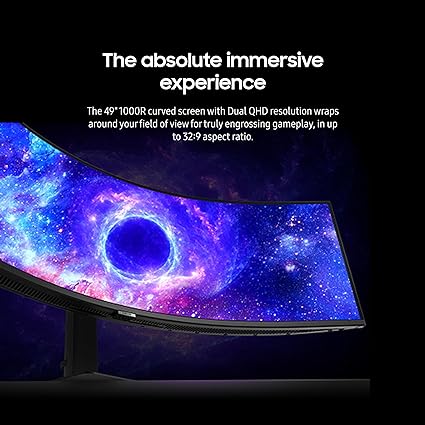 The absolute immersive
experience
The 49" 1000R curved screen with Dual QHD resolution wraps
around your field of view for truly engrossing gameplay, in up
to 32:9 aspect ratio.